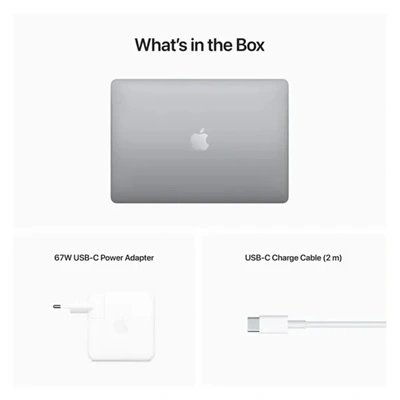 What's in the Box
67W USB-C Power Adapter
USB-C Charge Cable (2 m)